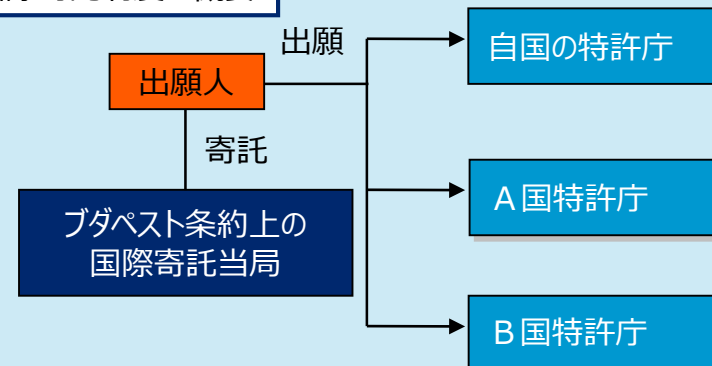 出願
自国の特許庁
出願人
寄託
A国特許庁
ブダペスト条約上の
国際寄託当局
B国特許庁